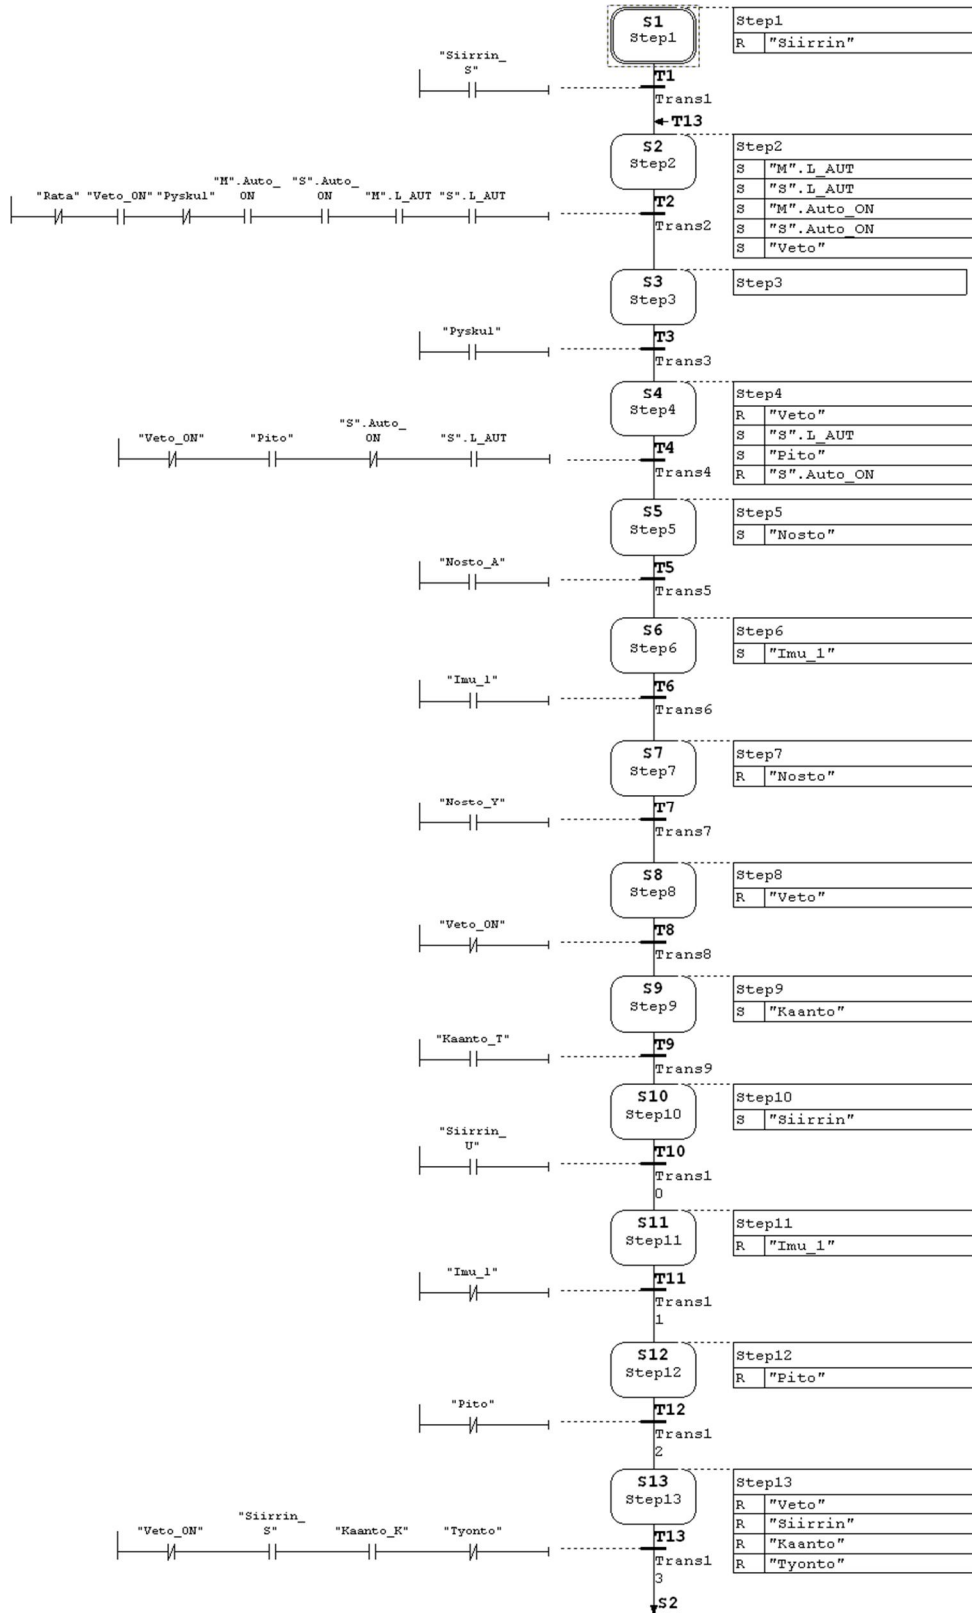 S1
Step1
Step1
R "Siirrin"
"Siirrin_
S"
T1
Trans1
T13
S2
Step2
Step2
S "M".L_AUT
S "S".L_AUT
S "M".Auto_ON
S "S".Auto_ON
S "Veto"
"Rata" "Veto_ON" "Pysku1" "M".Auto_ "S".Auto_ "M".L_AUT "S".L_AUT
ON ON
T2
Trans2
S3
Step3
Step3
"Pysku1"
T3
Trans3
S4
Step4
Step4
R "Veto"
S "S".L_AUT
S "Pito"
R "S".Auto_ON
"Veto_ON" "Pito" "S".Auto_ "S".L_AUT
ON
T4
Trans4
S5
Step5
Step5
S "Nosto"
"Nosto_A"
T5
Trans5
S6
Step6
Step6
S "Imu_1"
"Imu_1"
T6
Trans6
S7
Step7
Step7
R "Nosto"
"Nosto_Y"
T7
Trans7
S8
Step8
Step8
R "Veto"
"Veto_ON"
T8
Trans8
S9
Step9
Step9
S "Kaanto"
"Kaanto_T"
T9
Trans9
S10
Step10
Step10
S "Siirrin"
"Siirrin_
U"
T10
Trans1
0
S11
Step11
Step11
R "Imu_1"
"Imu_1"
T11
Trans1
1
S12
Step12
Step12
R "Pito"
"Pito"
T12
Trans1
2
S13
Step13
Step13
R "Veto"
R "Siirrin"
R "Kaanto"
R "Tyonto"
"Veto_ON" "Siirrin_ "Kaanto_K" "Tyonto"
S"
T13
Trans1
3
S2